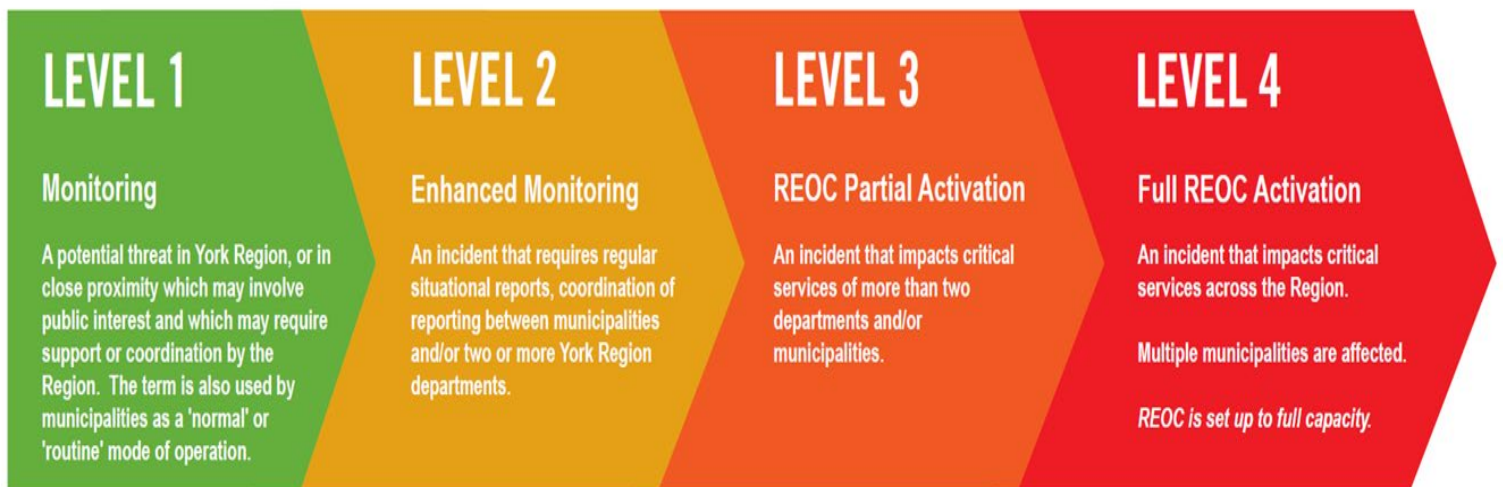 LEVEL 1
Monitoring
A potential threat in York Region, or in
close proximity which may involve
public interest and which may require
support or coordination by the
Region.  The term is also used by
municipalities as a 'normal' or
'routine' mode of operation.
LEVEL 2
Enhanced Monitoring
An incident that requires regular
situational reports, coordination of
reporting between municipalities
and/or two or more York Region
departments.
LEVEL 3
REOC Partial Activation
An incident that impacts critical
services of more than two
departments and/or
municipalities.
LEVEL 4
Full REOC Activation
An incident that impacts critical
services across the Region.
Multiple municipalities are affected.
REOC is set up to full capacity.